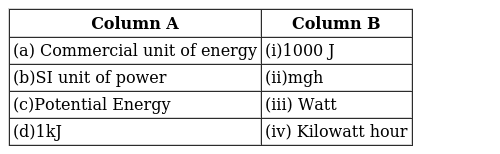 Column A Column B
(a) Commercial unit of energy (i)1000 J
(b)SI unit of power (ii)mgh
(c)Potential Energy (iii) Watt
(d)1kJ (iv) Kilowatt hour